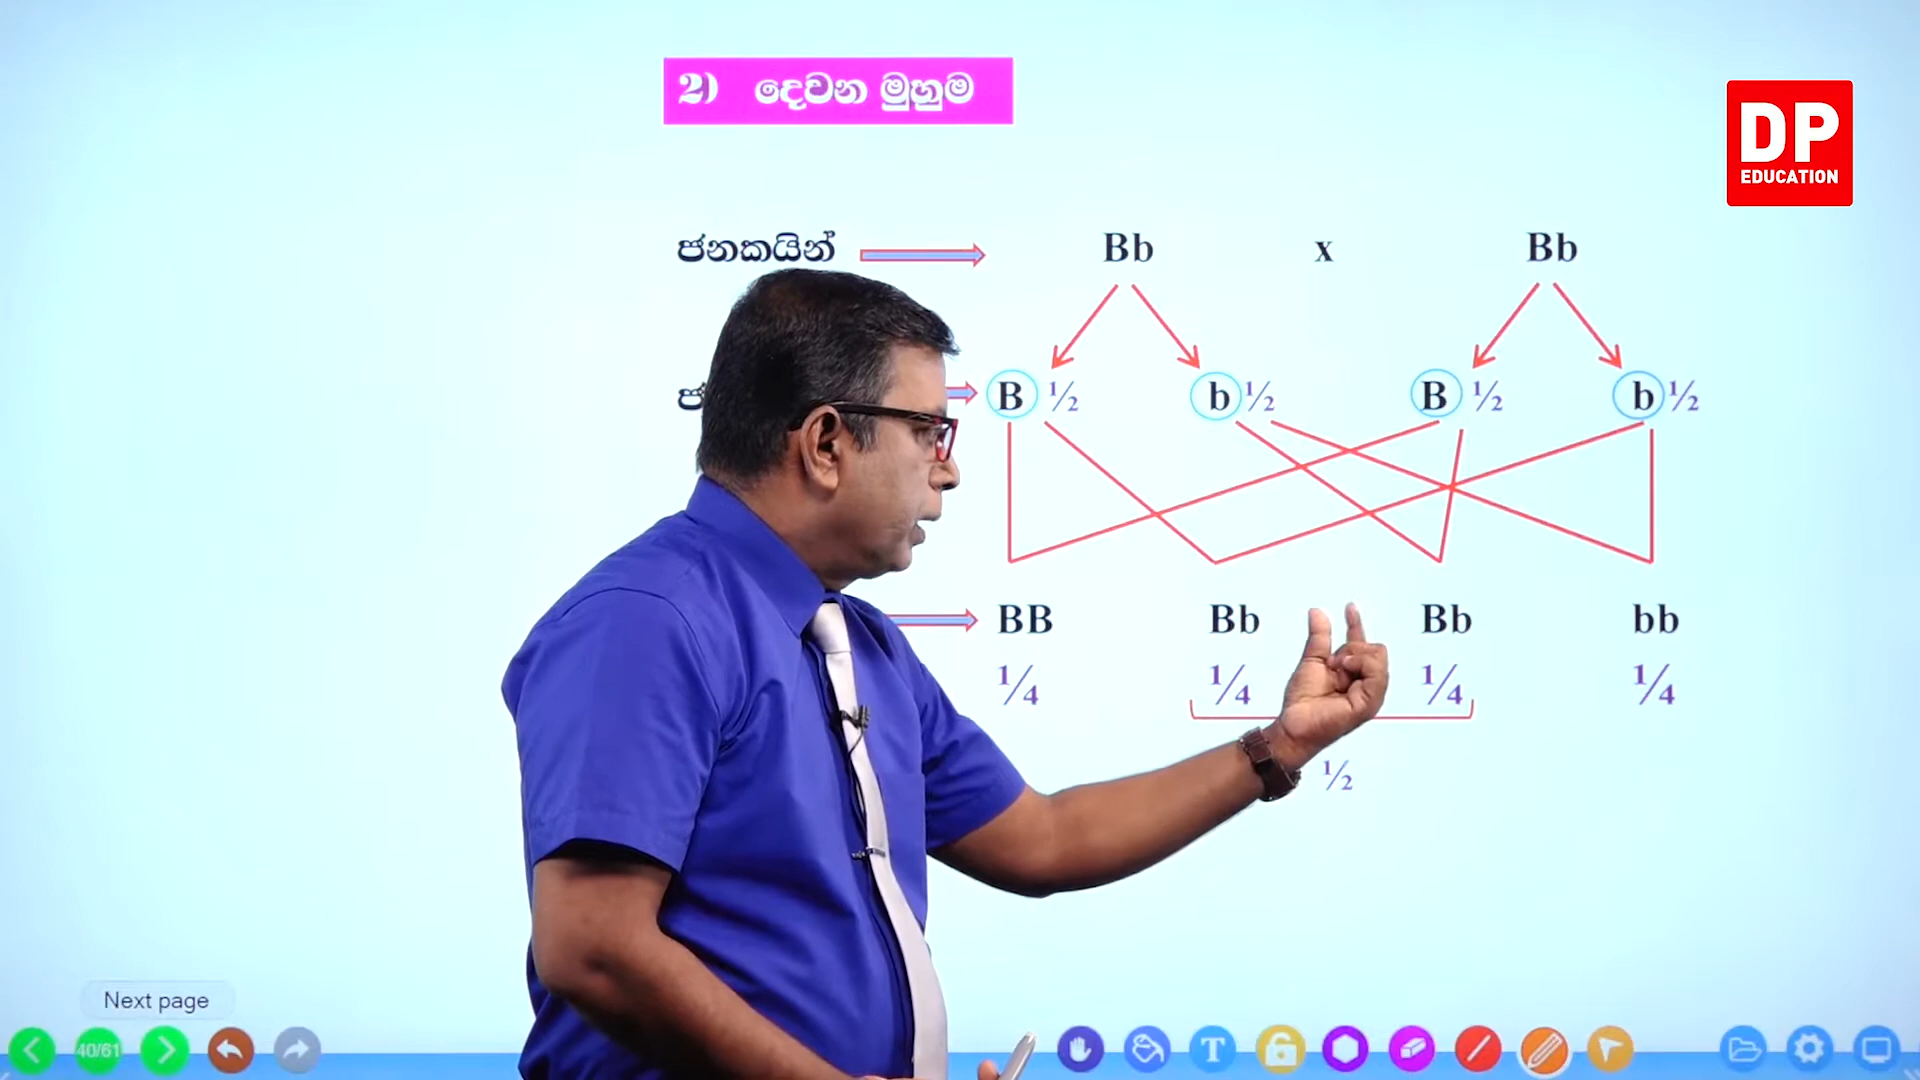 2) දෙවන මුහුම
DP
EDUCATION
ජනකයින් Bb x Bb
B ½ b ½ B ½ b ½
BB Bb Bb bb
¼ ¼ ¼ ¼
½
Next page
40/61
T